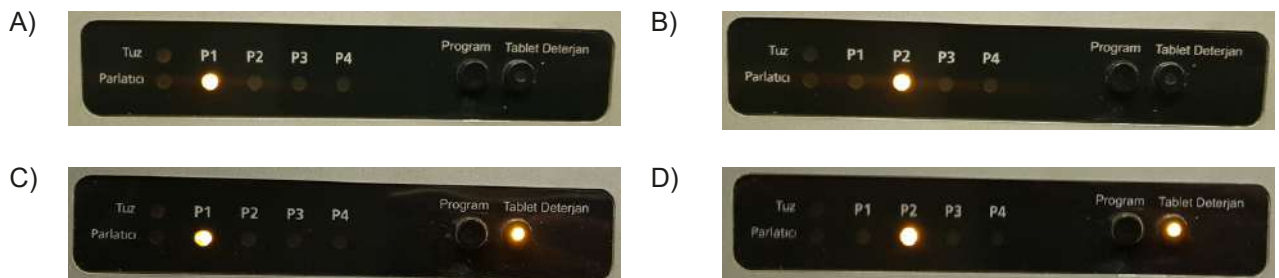 A)
Tuz P1 P2 P3 P4 Program Tablet Deterjan
Parlatıcı
B)
Tuz P1 P2 P3 P4 Program Tablet Deterjan
Parlatıcı
C)
Tuz P1 P2 P3 P4 Program Tablet Deterjan
Parlatıcı
D)
Tuz P1 P2 P3 P4 Program Tablet Deterjan
Parlatıcı